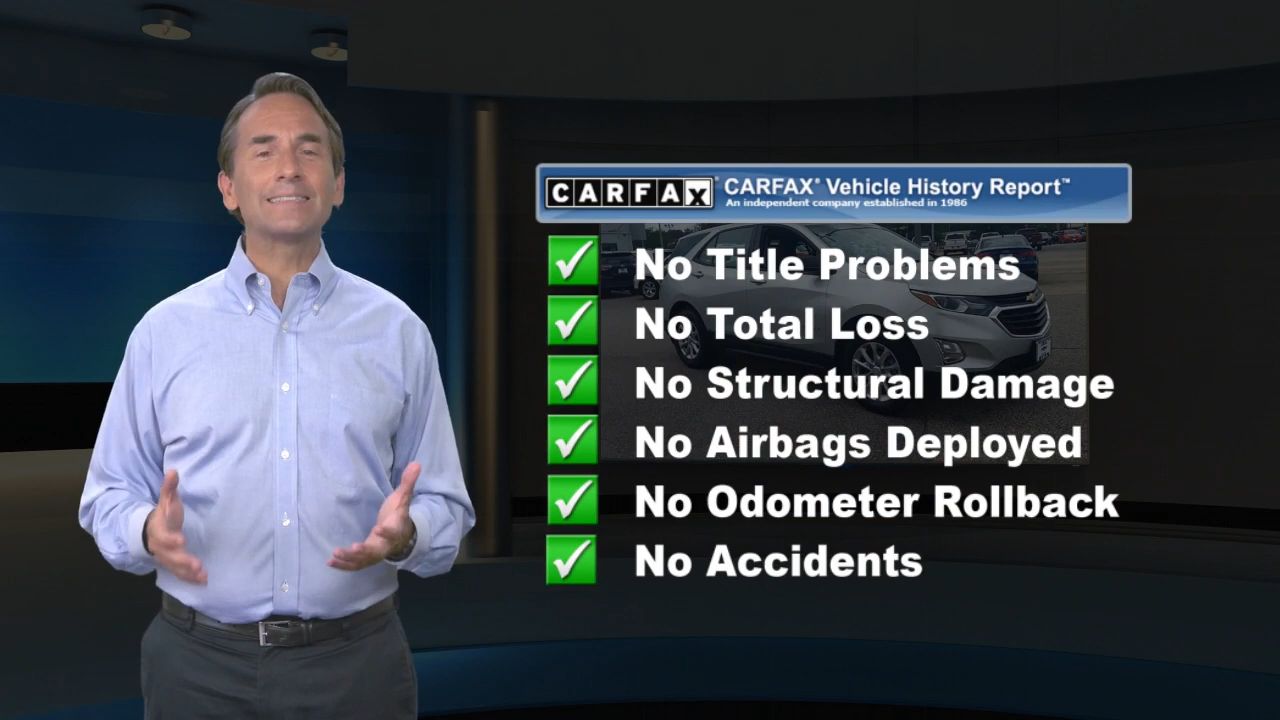 CARFAX® CARFAX® Vehicle History Report™
An independent company established in 1986
No Title Problems
No Total Loss
No Structural Damage
No Airbags Deployed
No Odometer Rollback
No Accidents